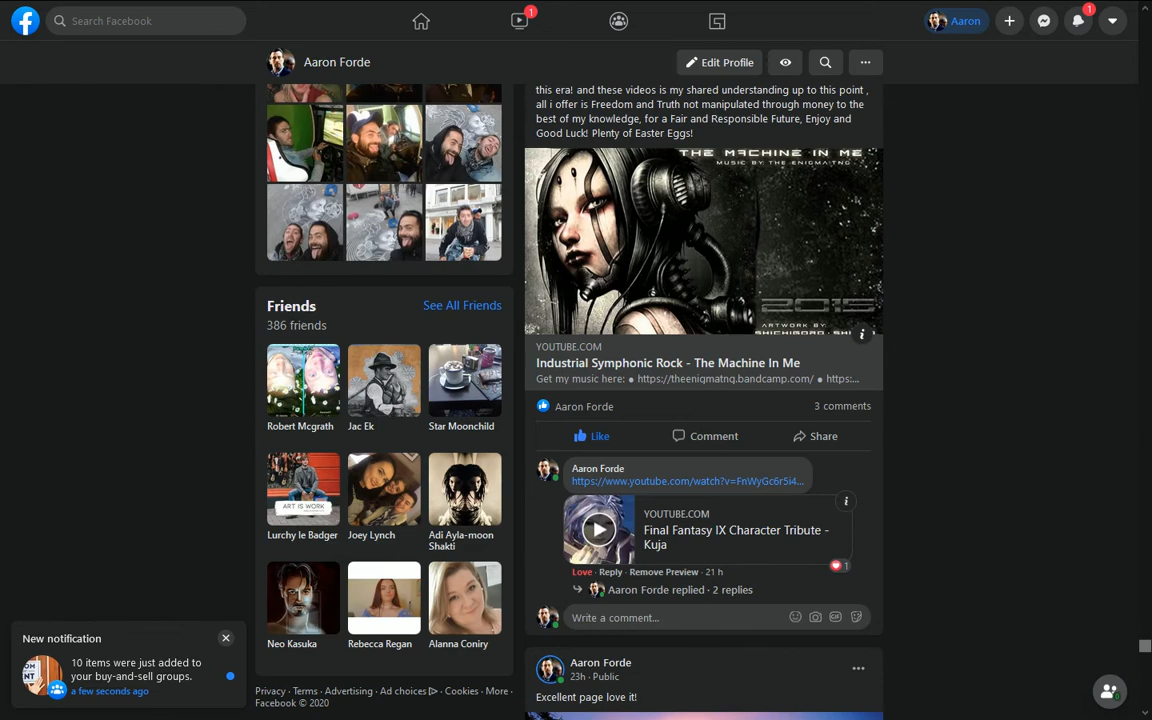 Search Facebook
1
Aaron
1
Aaron Forde
Edit Profile
this era! and these videos is my shared understanding up to this point ,
all i offer is Freedom and Truth not manipulated through money to the
best of my knowledge, for a Fair and Responsible Future, Enjoy and
Good Luck! Plenty of Easter Eggs!
THE MACHINE IN ME
MUSIC BY THE ENIGMA TNG
2015
ARTWORK BY
YOUTUBE.COM
Industrial Symphonic Rock - The Machine In Me
Get my music here: ● https://theenigmatng.bandcamp.com/ ● https:...
Aaron Forde
3 comments
Like
Comment
Share
Aaron Forde
https://www.youtube.com/watch?v=FnWyGc6r5i4...
YOUTUBE.COM
Final Fantasy IX Character Tribute -
Kuja
1
Love · Reply · Remove Preview · 21 h
Aaron Forde replied · 2 replies
Write a comment...
Aaron Forde
23h · Public
Excellent page love it!
Friends
See All Friends
386 friends
Robert Mcgrath
Jac Ek
Star Moonchild
ART IS WORK
Lurchy le Badger
Joey Lynch
Adi Ayla-moon
Shakti
Neo Kasuka
Rebecca Regan
Alanna Coniry
Privacy · Terms · Advertising · Ad choices · Cookies · More ·
Facebook © 2020
New notification
10 items were just added to
your buy-and-sell groups.
a few seconds ago